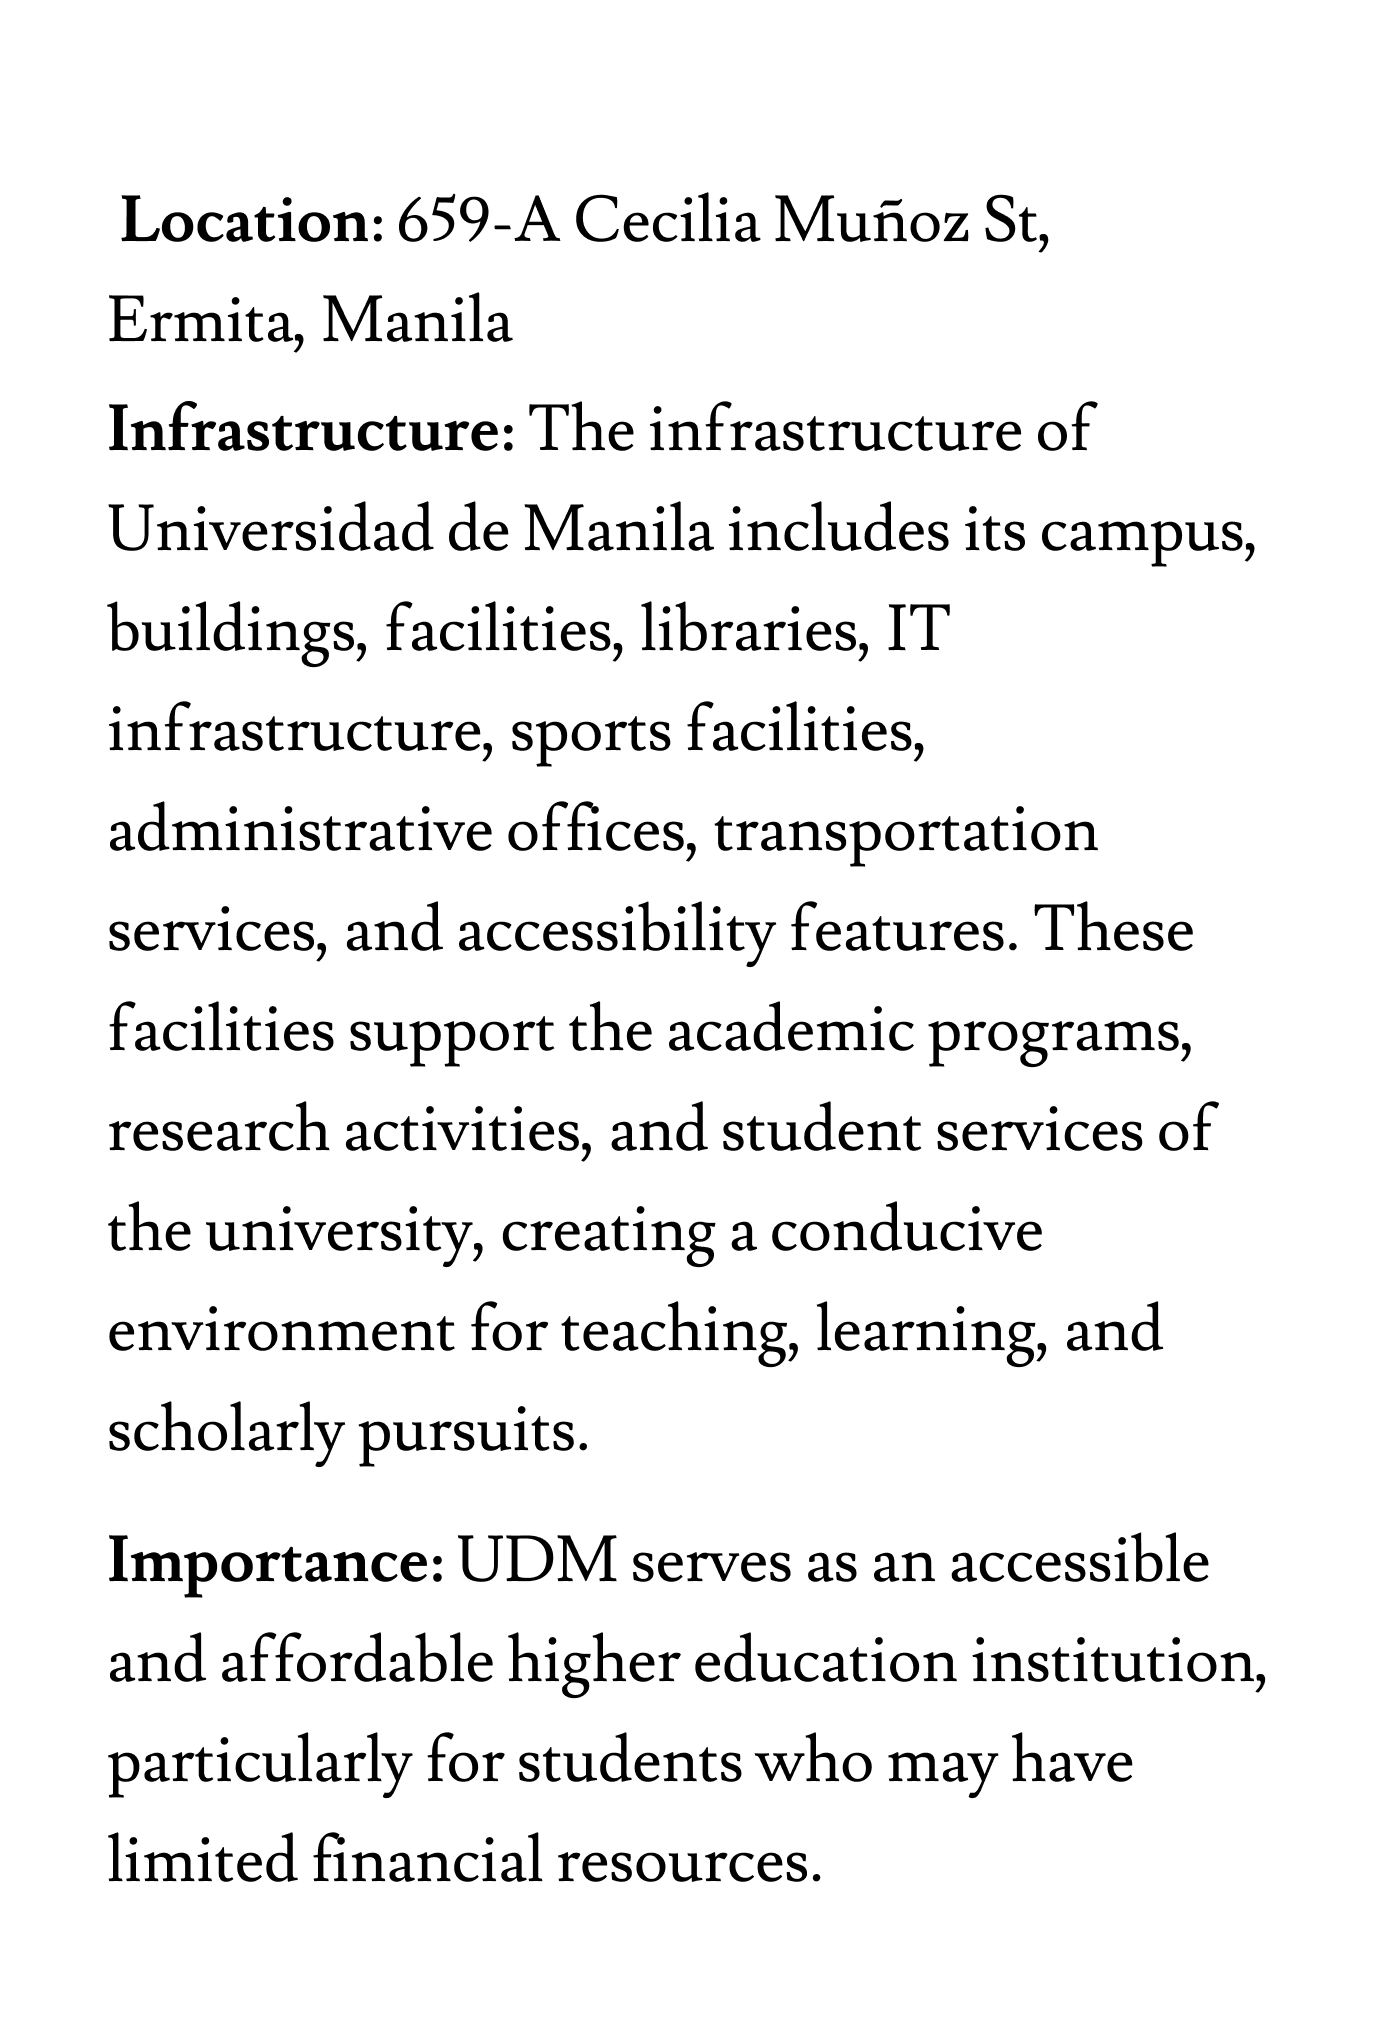 Location: 659-A Cecilia Muñoz St,
Ermita, Manila
Infrastructure: The infrastructure of
Universidad de Manila includes its campus,
buildings, facilities, libraries, IT
infrastructure, sports facilities,
administrative offices, transportation
services, and accessibility features. These
facilities support the academic programs,
research activities, and student services of
the university, creating a conducive
environment for teaching, learning, and
scholarly pursuits.
Importance: UDM serves as an accessible
and affordable higher education institution,
particularly for students who may have
limited financial resources.